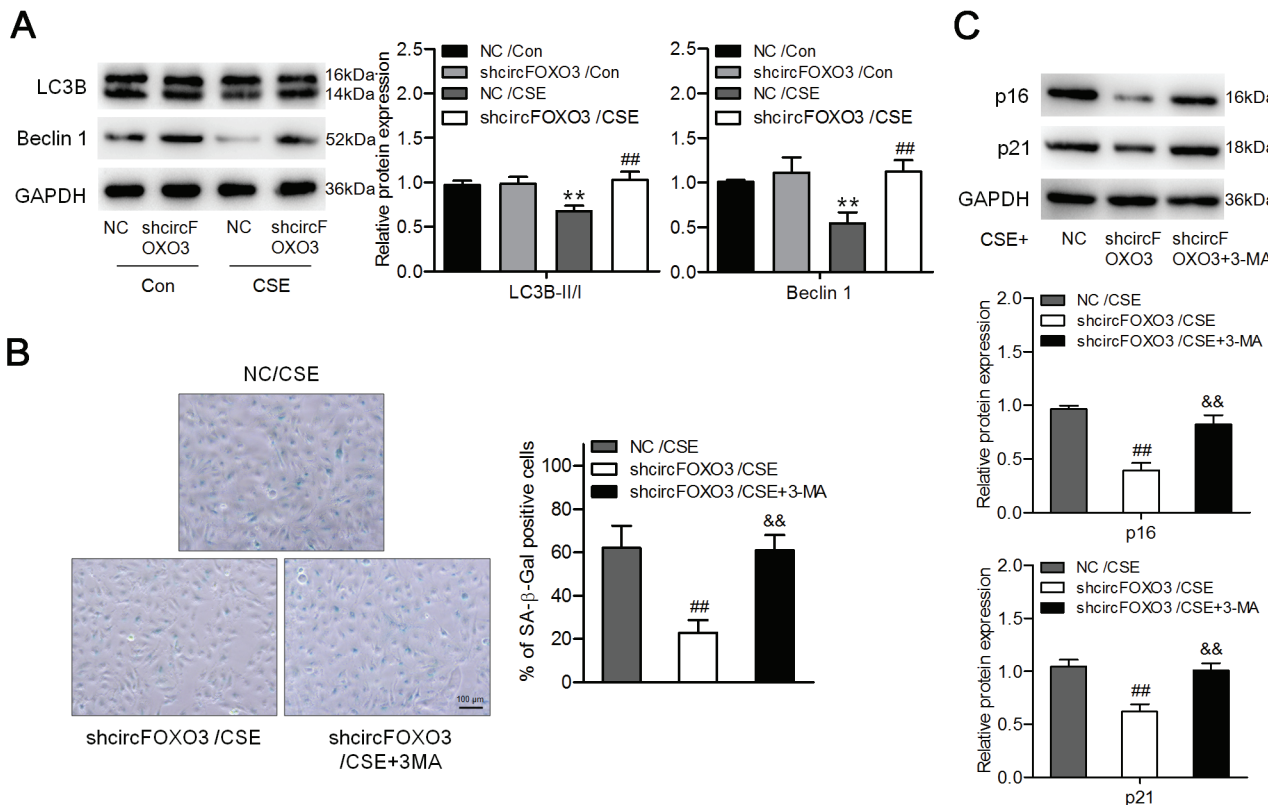 A
LC3B
16kDa
14kDa
Beclin 1
52kDa
GAPDH
36kDa
NC
shcircF
OXO3
NC
shcircF
OXO3
Con
CSE
Relative protein expression
2.5
2.0
1.5
1.0
0.5
0.0
NC /Con
shcircFOXO3 /Con
NC /CSE
shcircFOXO3 /CSE
**
##
LC3B-II/I
Relative protein expression
2.5
2.0
1.5
1.0
0.5
0.0
NC /Con
shcircFOXO3 /Con
NC /CSE
shcircFOXO3 /CSE
**
##
Beclin 1
B
NC/CSE
100 μm
shcircFOXO3 /CSE
shcircFOXO3
/CSE+3MA
% of SA-β-Gal positive cells
100
80
60
40
20
0
NC /CSE
shcircFOXO3 /CSE
shcircFOXO3 /CSE+3-MA
##
&&
C
p16
16kDa
p21
18kDa
GAPDH
36kDa
CSE+
NC
shcircF
OXO3
shcircF
OXO3+3-MA
Relative protein expression
2.0
1.5
1.0
0.5
0.0
NC /CSE
shcircFOXO3 /CSE
shcircFOXO3 /CSE+3-MA
##
&&
p16
Relative protein expression
2.0
1.5
1.0
0.5
0.0
NC /CSE
shcircFOXO3 /CSE
shcircFOXO3 /CSE+3-MA
##
&&
p21